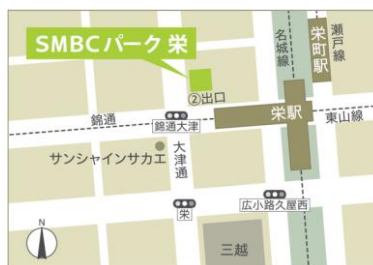 SMBCパーク 栄
②出口
錦通
錦通大津
サンシャインサカエ
大津通
栄
栄駅
名城線
栄町駅
瀬戸線
東山線
広小路久屋西
三越
N